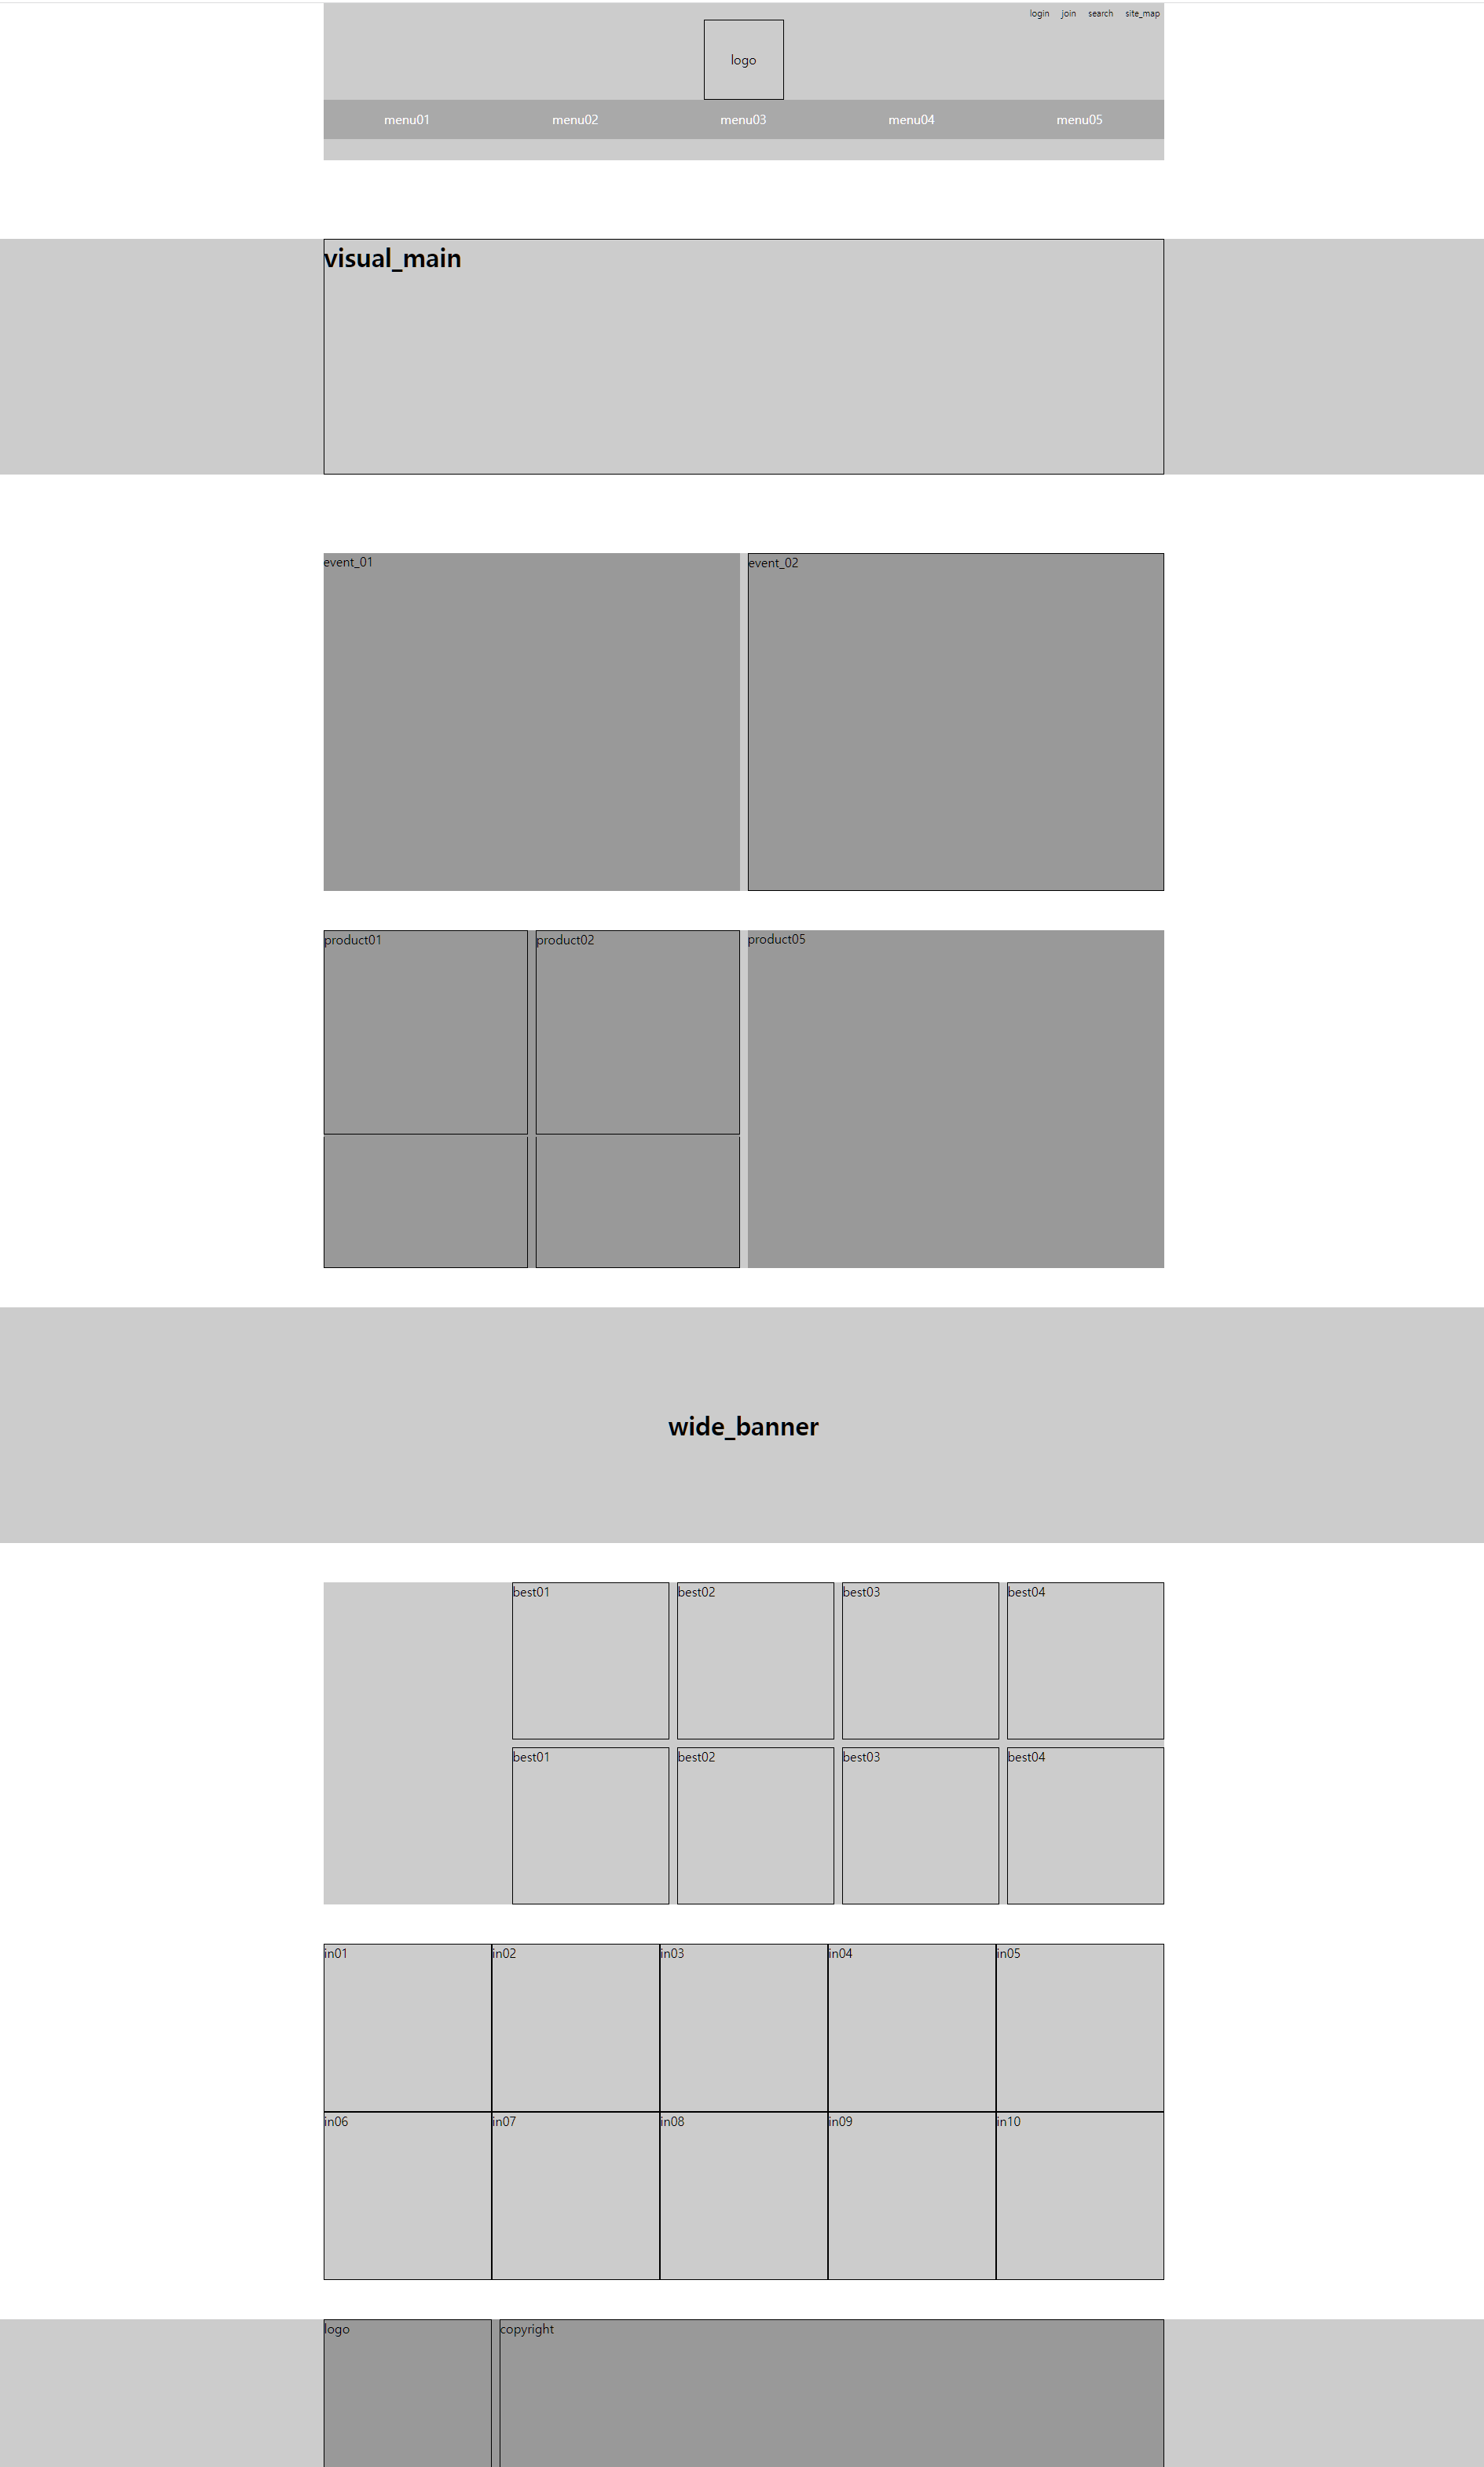 login join search site_map
logo
menu01 menu02 menu03 menu04 menu05
visual_main
event_01 event_02
product01 product02 product05
wide_banner
best01 best02 best03 best04
best01 best02 best03 best04
in01 in02 in03 in04 in05
in06 in07 in08 in09 in10
logo copyright